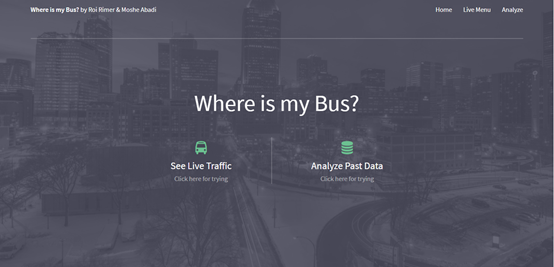 Where is my Bus? by Roi Rimer & Moshe Abadi
Home Live Menu Analyze
Where is my Bus?
See Live Traffic
Click here for trying
Analyze Past Data
Click here for trying